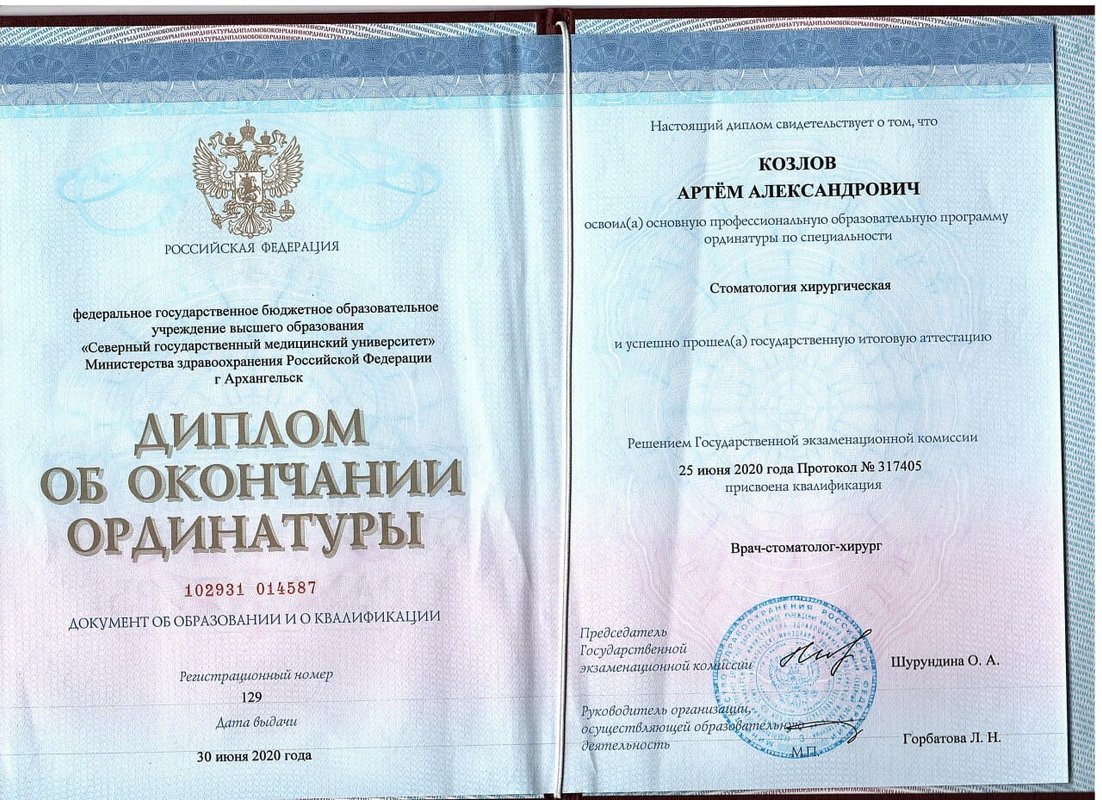 РОССИЙСКАЯ ФЕДЕРАЦИЯ
федеральное государственное бюджетное образовательное
учреждение высшего образования
«Северный государственный медицинский университет»
Министерства здравоохранения Российской Федерации
г Архангельск
ДИПЛОМ
ОБ ОКОНЧАНИИ
ОРДИНАТУРЫ
102931 014587
ДОКУМЕНТ ОБ ОБРАЗОВАНИИ И О КВАЛИФИКАЦИИ
Регистрационный номер
129
Дата выдачи
30 июня 2020 года
Настоящий диплом свидетельствует о том, что
КОЗЛОВ
АРТЁМ АЛЕКСАНДРОВИЧ
освоил(а) основную профессиональную образовательную программу
ординатуры по специальности
Стоматология хирургическая
и успешно прошел(а) государственную итоговую аттестацию
Решением Государственной экзаменационной комиссии
25 июня 2020 года Протокол № 317405
присвоена квалификация
Врач-стоматолог-хирург
Председатель
Государственной
экзаменационной комиссии
Шурундина О. А.
Руководитель организации,
осуществляющей образовательную
деятельность
Горбатова Л. Н.
М.П.